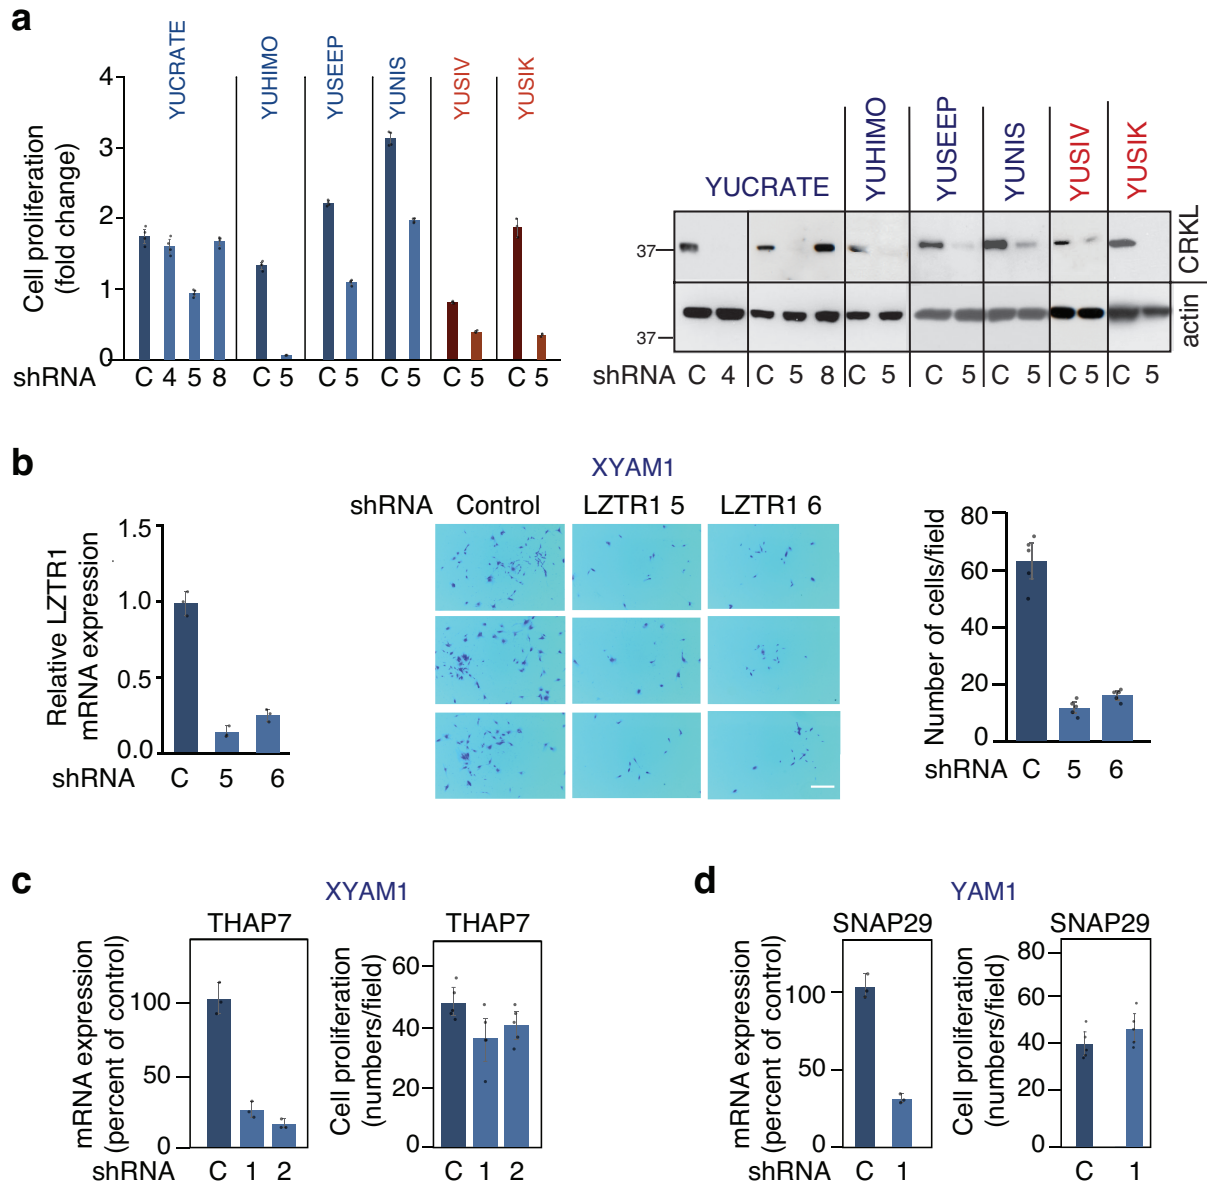 a
YUCRATE
YUHIMO
YUSEEP
YUNIS
YUSIV
YUSIK
Cell proliferation
(fold change)
4
3
2
1
0
shRNA C 4 5 8 C 5 C 5 C 5 C 5 C 5
YUCRATE
YUHIMO
YUSEEP
YUNIS
YUSIV
YUSIK
37
CRKL
37
actin
shRNA C 4 C 5 8 C 5 C 5 C 5 C 5 C 5
b
Relative LZTR1
mRNA expression
1.5
1.0
0.5
0.0
shRNA C 5 6
XYAM1
shRNA Control LZTR1 5 LZTR1 6
Number of cells/field
80
60
40
20
0
shRNA C 5 6
c
XYAM1
THAP7
mRNA expression
(percent of control)
100
50
0
shRNA C 1 2
THAP7
Cell proliferation
(numbers/field)
60
40
20
0
C 1 2
d
YAM1
SNAP29
mRNA expression
(percent of control)
100
50
0
shRNA C 1
SNAP29
Cell proliferation
(numbers/field)
80
60
40
20
0
C 1